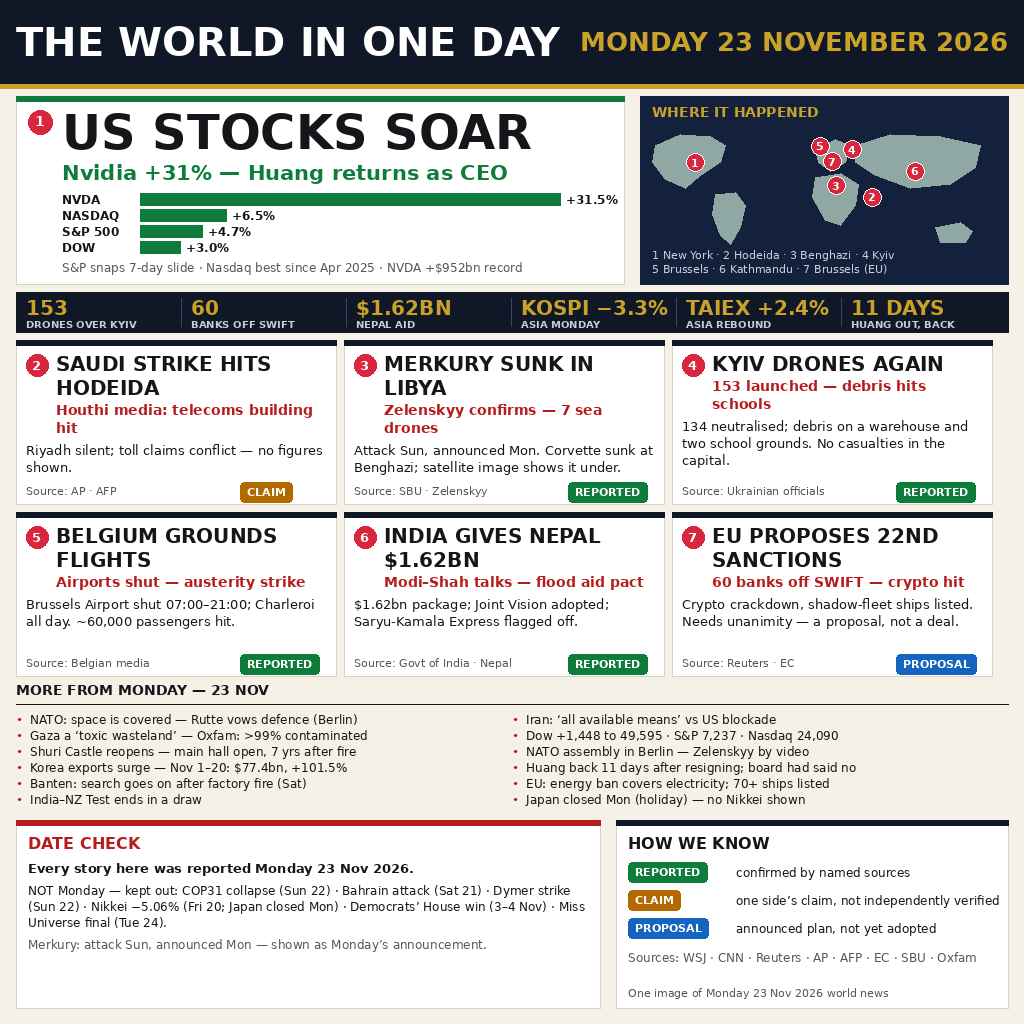 THE WORLD IN ONE DAY
MONDAY 23 NOVEMBER 2026
1
US STOCKS SOAR
Nvidia +31% — Huang returns as CEO
NVDA +31.5%
NASDAQ +6.5%
S&P 500 +4.7%
DOW +3.0%
S&P snaps 7-day slide · Nasdaq best since Apr 2025 · NVDA +$952bn record
WHERE IT HAPPENED
1
2
3
4
5
6
7
1 New York · 2 Hodeida · 3 Benghazi · 4 Kyiv
5 Brussels · 6 Kathmandu · 7 Brussels (EU)
153
DRONES OVER KYIV
60
BANKS OFF SWIFT
$1.62BN
NEPAL AID
KOSPI −3.3%
ASIA MONDAY
TAIEX +2.4%
ASIA REBOUND
11 DAYS
HUANG OUT, BACK
2
SAUDI STRIKE HITS
HODEIDA
Houthi media: telecoms building
hit
Riyadh silent; toll claims conflict — no figures
shown.
Source: AP · AFP
CLAIM
3
MERKURY SUNK IN
LIBYA
Zelenskyy confirms — 7 sea
drones
Attack Sun, announced Mon. Corvette sunk at
Benghazi; satellite image shows it under.
Source: SBU · Zelenskyy
REPORTED
4
KYIV DRONES AGAIN
153 launched — debris hits
schools
134 neutralised; debris on a warehouse and
two school grounds. No casualties in the
capital.
Source: Ukrainian officials
REPORTED
5
BELGIUM GROUNDS
FLIGHTS
Airports shut — austerity strike
Brussels Airport shut 07:00–21:00; Charleroi
all day. ~60,000 passengers hit.
Source: Belgian media
REPORTED
6
INDIA GIVES NEPAL
$1.62BN
Modi–Shah talks — flood aid pact
$1.62bn package; Joint Vision adopted;
Saryu-Kamala Express flagged off.
Source: Govt of India · Nepal
REPORTED
7
EU PROPOSES 22ND
SANCTIONS
60 banks off SWIFT — crypto hit
Crypto crackdown, shadow-fleet ships listed.
Needs unanimity — a proposal, not a deal.
Source: Reuters · EC
PROPOSAL
MORE FROM MONDAY — 23 NOV
• NATO: space is covered — Rutte vows defence (Berlin)
• Gaza a ‘toxic wasteland’ — Oxfam: >99% contaminated
• Shuri Castle reopens — main hall open, 7 yrs after fire
• Korea exports surge — Nov 1–20: $77.4bn, +101.5%
• Banten: search goes on after factory fire (Sat)
• India–NZ Test ends in a draw
• Iran: ‘all available means’ vs US blockade
• Dow +1,448 to 49,595 · S&P 7,237 · Nasdaq 24,090
• NATO assembly in Berlin — Zelenskyy by video
• Huang back 11 days after resigning; board had said no
• EU: energy ban covers electricity; 70+ ships listed
• Japan closed Mon (holiday) — no Nikkei shown
DATE CHECK
Every story here was reported Monday 23 Nov 2026.
NOT Monday — kept out: COP31 collapse (Sun 22) · Bahrain attack (Sat 21) · Dymer strike
(Sun 22) · Nikkei −5.06% (Fri 20; Japan closed Mon) · Democrats’ House win (3–4 Nov) · Miss
Universe final (Tue 24).
Merkury: attack Sun, announced Mon — shown as Monday’s announcement.
HOW WE KNOW
REPORTED confirmed by named sources
CLAIM one side’s claim, not independently verified
PROPOSAL announced plan, not yet adopted
Sources: WSJ · CNN · Reuters · AP · AFP · EC · SBU · Oxfam
One image of Monday 23 Nov 2026 world news